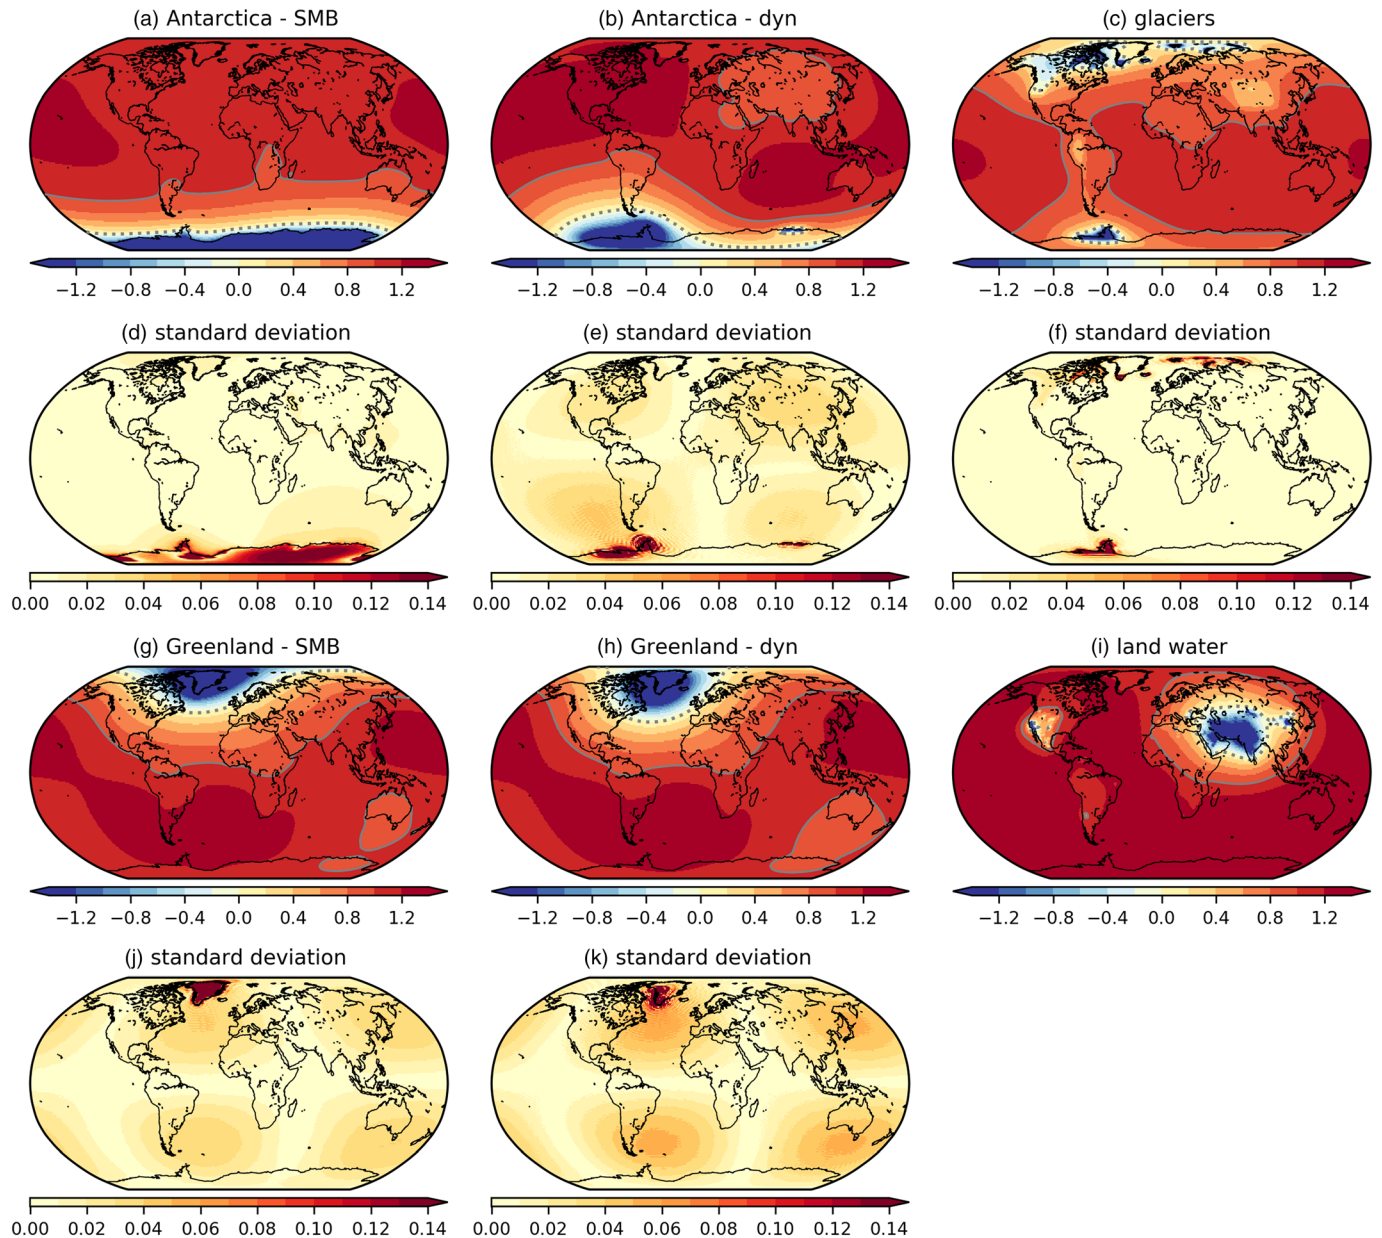 (a) Antarctica - SMB
(b) Antarctica - dyn
(c) glaciers
−1.2 −0.8 −0.4 0.0 0.4 0.8 1.2
−1.2 −0.8 −0.4 0.0 0.4 0.8 1.2
−1.2 −0.8 −0.4 0.0 0.4 0.8 1.2
(d) standard deviation
(e) standard deviation
(f) standard deviation
0.00 0.02 0.04 0.06 0.08 0.10 0.12 0.14
0.00 0.02 0.04 0.06 0.08 0.10 0.12 0.14
0.00 0.02 0.04 0.06 0.08 0.10 0.12 0.14
(g) Greenland - SMB
(h) Greenland - dyn
(i) land water
−1.2 −0.8 −0.4 0.0 0.4 0.8 1.2
−1.2 −0.8 −0.4 0.0 0.4 0.8 1.2
−1.2 −0.8 −0.4 0.0 0.4 0.8 1.2
(j) standard deviation
(k) standard deviation
0.00 0.02 0.04 0.06 0.08 0.10 0.12 0.14
0.00 0.02 0.04 0.06 0.08 0.10 0.12 0.14